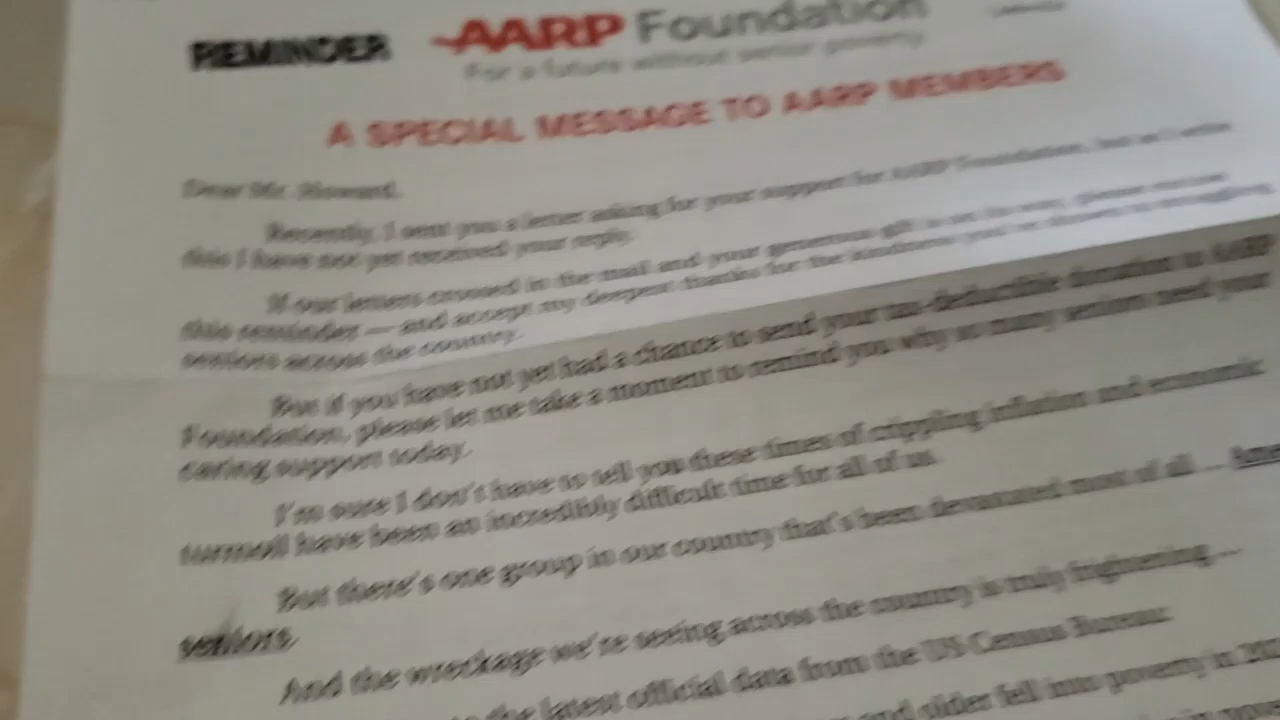 REMINDER
AARP Foundation
For a future without senior poverty.
A SPECIAL MESSAGE TO AARP MEMBERS
Dear Mr. Howard,
Recently, I sent you a letter asking for your support for AARP Foundation, but as I write
this I have not yet received your reply.
If our letters crossed in the mail and your generous gift is on its way, please excuse
this reminder — and accept my deepest thanks for the kindness you've shown to struggling
seniors across the country.
But if you have not yet had a chance to send your tax-deductible donation to AARP
Foundation, please let me take a moment to remind you why so many seniors need your
caring support today.
I'm sure I don't have to tell you these times of crippling inflation and economic
turmoil have been an incredibly difficult time for all of us.
But there's one group in our country that's been devastated most of all ...
seniors.
And the wreckage we're seeing across the country is truly frightening ...
the latest official data from the US Census Bureau:
and older fell into poverty in